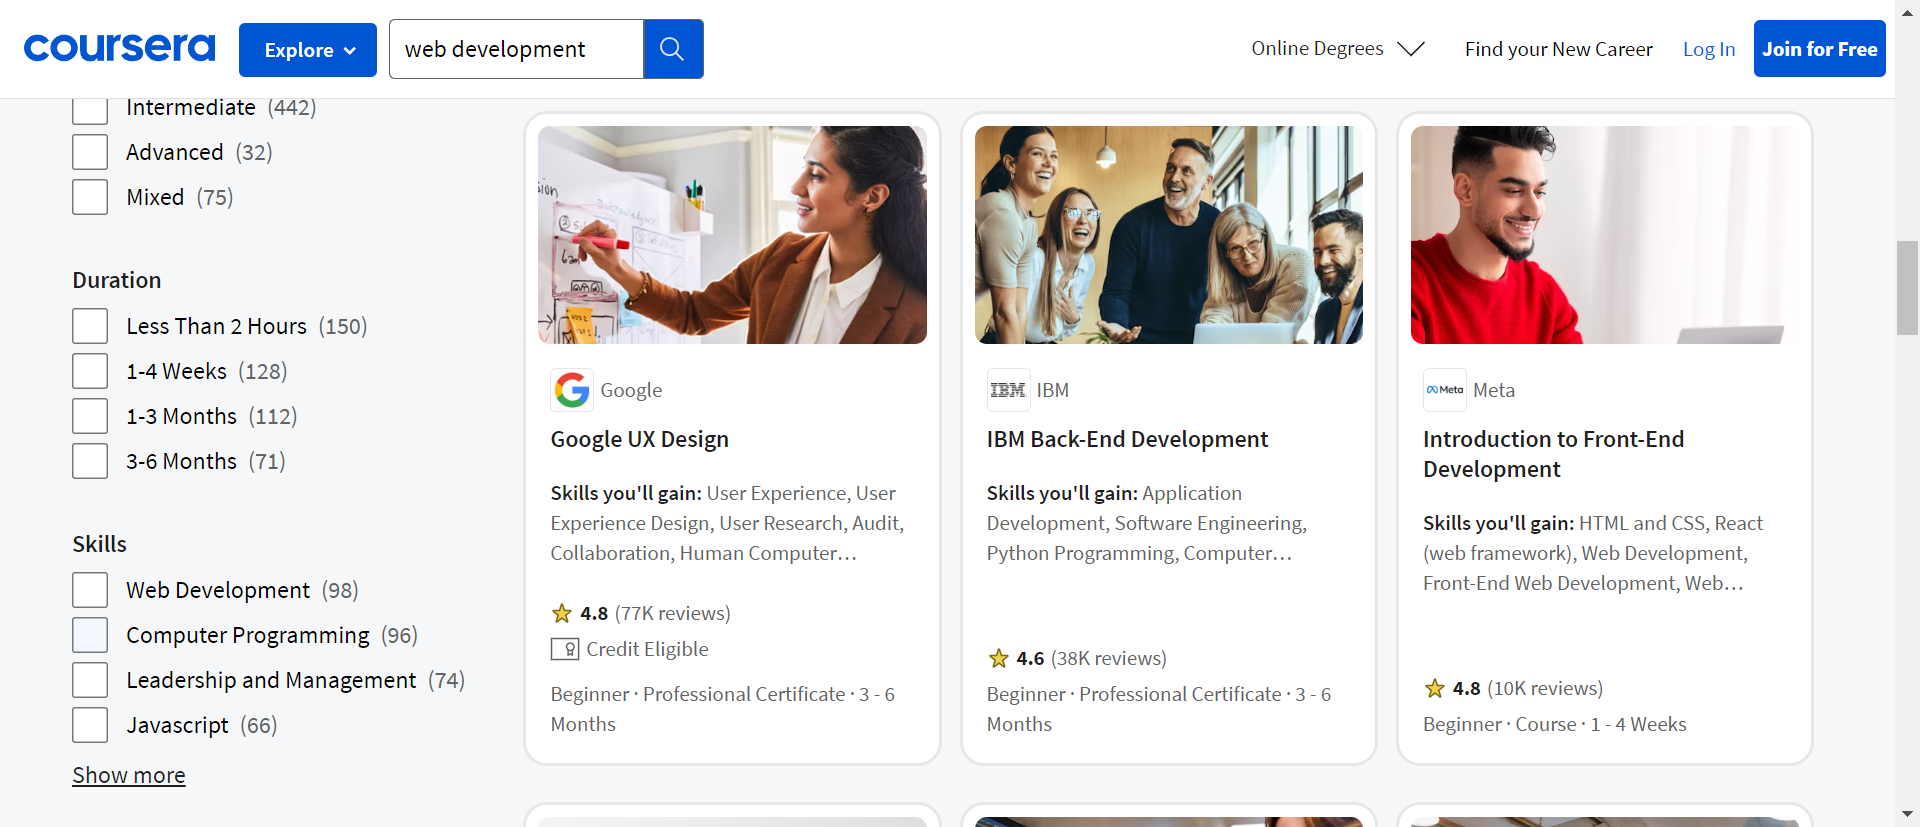 coursera
Explore
web development
Online Degrees
Find your New Career
Log In
Join for Free
Intermediate (442)
Advanced (32)
Mixed (75)
Duration
Less Than 2 Hours (150)
1-4 Weeks (128)
1-3 Months (112)
3-6 Months (71)
Skills
Web Development (98)
Computer Programming (96)
Leadership and Management (74)
Javascript (66)
Show more
Google
Google UX Design
Skills you'll gain: User Experience, User
Experience Design, User Research, Audit,
Collaboration, Human Computer…
4.8 (77K reviews)
Credit Eligible
Beginner · Professional Certificate · 3 - 6
Months
IBM IBM
IBM Back-End Development
Skills you'll gain: Application
Development, Software Engineering,
Python Programming, Computer…
4.6 (38K reviews)
Beginner · Professional Certificate · 3 - 6
Months
Meta Meta
Introduction to Front-End
Development
Skills you'll gain: HTML and CSS, React
(web framework), Web Development,
Front-End Web Development, Web…
4.8 (10K reviews)
Beginner · Course · 1 - 4 Weeks